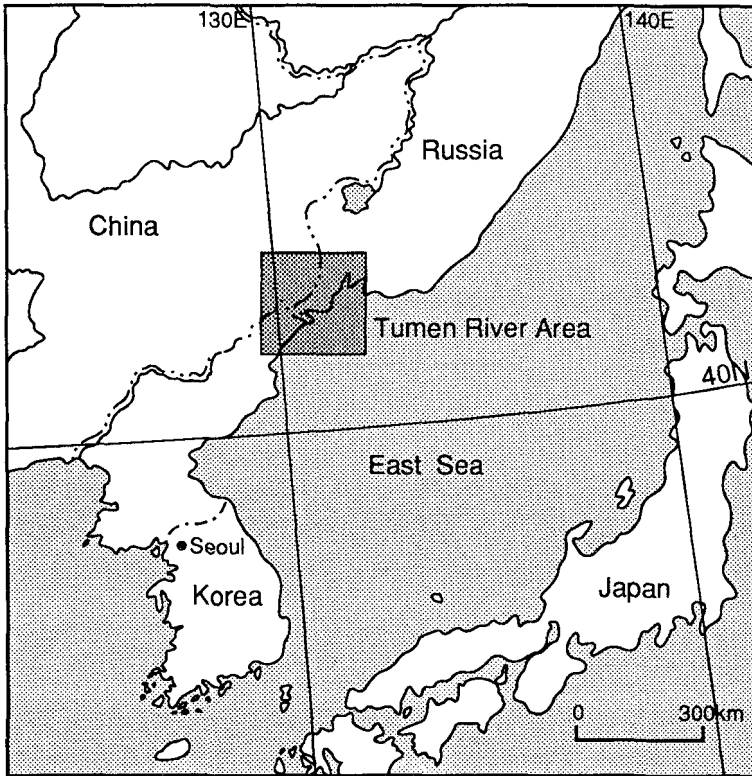 130E
140E
Russia
China
Tumen River Area
40N
East Sea
Seoul
Korea
Japan
0
300km